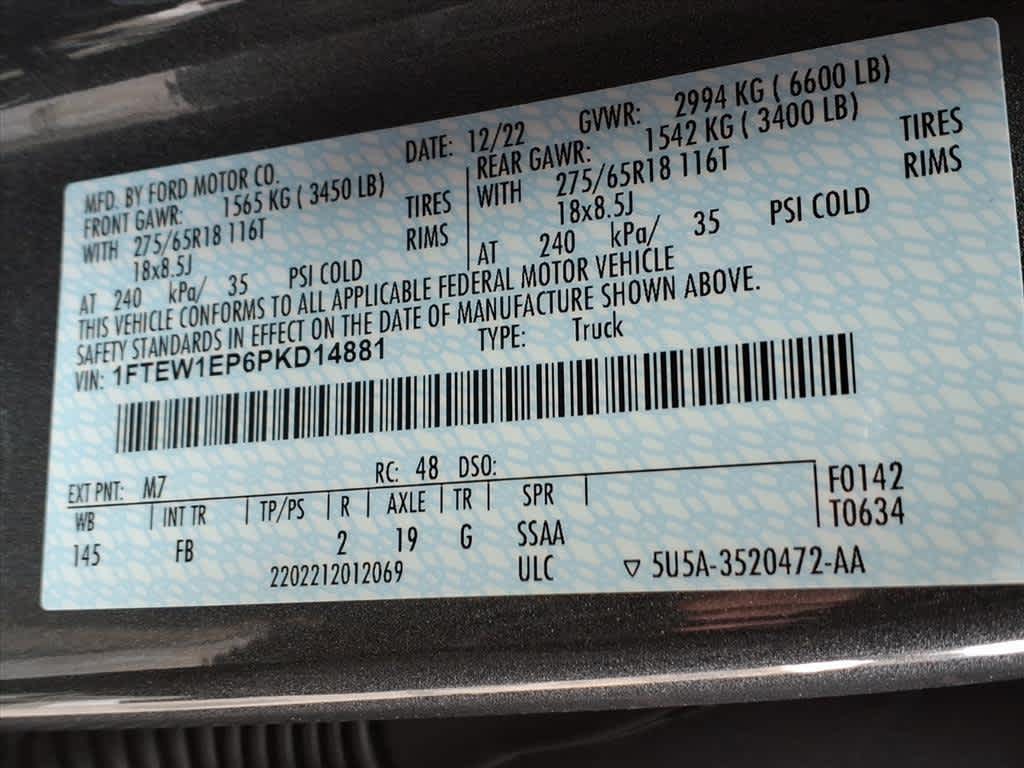 MFD. BY FORD MOTOR CO.
DATE: 12/22
GVWR: 2994 KG ( 6600 LB)
FRONT GAWR: 1565 KG ( 3450 LB)
WITH 275/65R18 116T TIRES
18x8.5J RIMS
AT 240 kPa/ 35 PSI COLD
REAR GAWR: 1542 KG ( 3400 LB)
WITH 275/65R18 116T TIRES
18x8.5J RIMS
AT 240 kPa/ 35 PSI COLD
THIS VEHICLE CONFORMS TO ALL APPLICABLE FEDERAL MOTOR VEHICLE
SAFETY STANDARDS IN EFFECT ON THE DATE OF MANUFACTURE SHOWN ABOVE.
VIN: 1FTEW1EP6PKD14881 TYPE: Truck
EXT PNT: M7 RC: 48 DSO:
WB INT TR TP/PS R AXLE TR SPR F0142
145 FB 2 19 G SSAA T0634
2202212012069 ULC ▽ 5U5A-3520472-AA